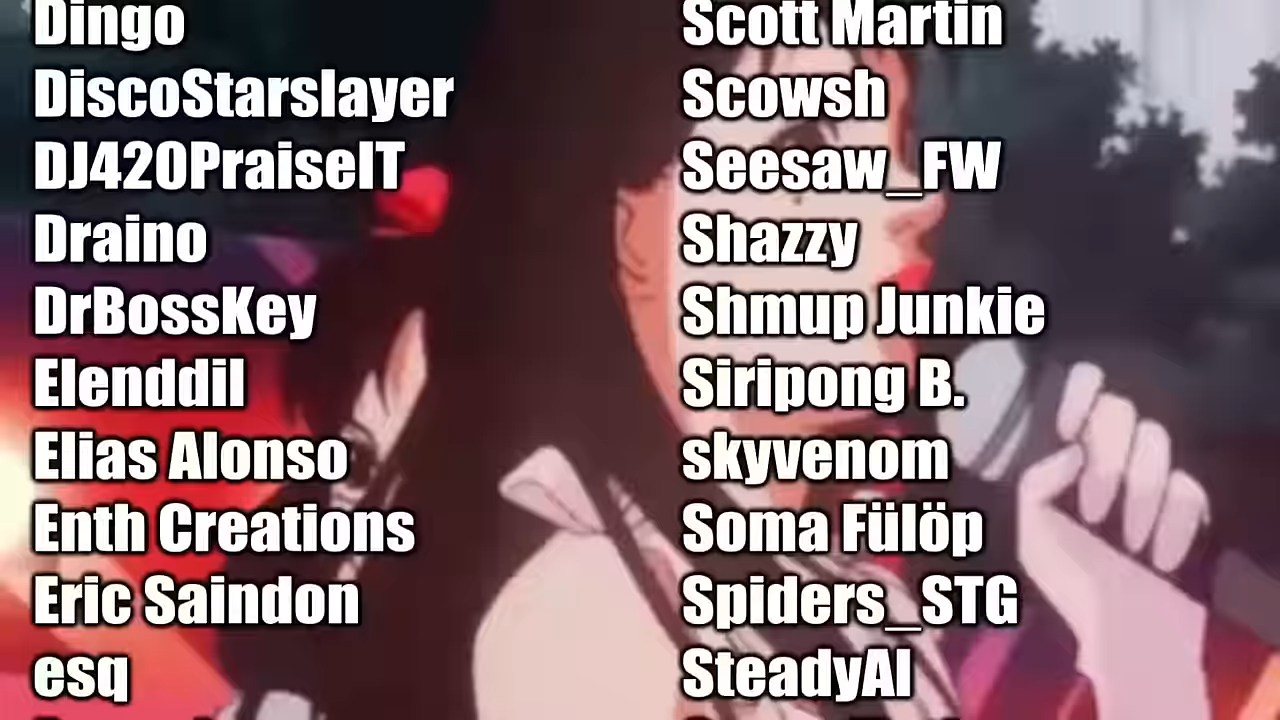 Dingo
DiscoStarslayer
DJ420PraiseIT
Draino
DrBossKey
Elenddil
Elias Alonso
Enth Creations
Eric Saindon
esq
Scott Martin
Scowsh
Seesaw_FW
Shazzy
Shmup Junkie
Siripong B.
skyvenom
Soma Fülöp
Spiders_STG
SteadyAI